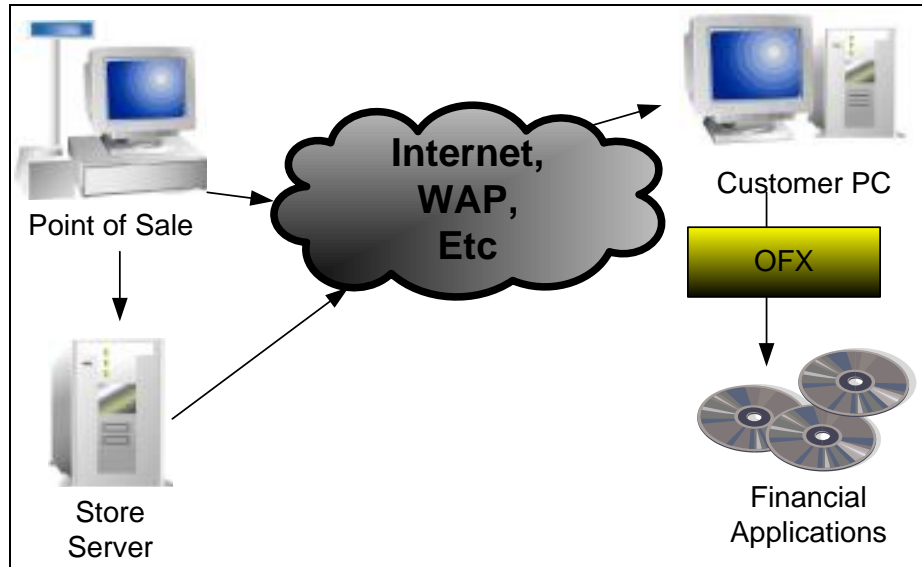 Internet,
WAP,
Etc
Point of Sale
Customer PC
OFX
Store
Server
Financial
Applications